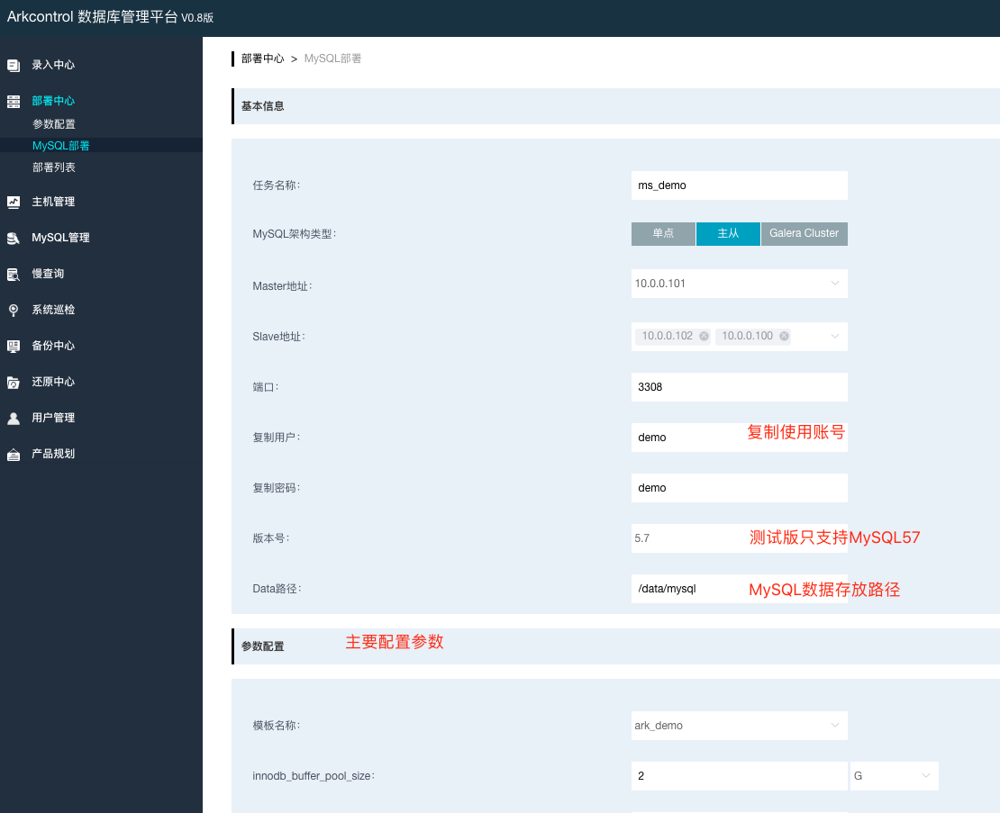 Arkcontrol 数据库管理平台 V0.8版
录入中心
部署中心
参数配置
MySQL部署
部署列表
主机管理
MySQL管理
慢查询
系统巡检
备份中心
还原中心
用户管理
产品规划
部署中心 > MySQL部署
基本信息
任务名称: ms_demo
MySQL架构类型: 单点 主从 Galera Cluster
Master地址: 10.0.0.101
Slave地址: 10.0.0.102 10.0.0.100
端口: 3308
复制用户: demo 复制使用账号
复制密码: demo
版本号: 5.7 测试版只支持MySQL57
Data路径: /data/mysql MySQL数据存放路径
参数配置 主要配置参数
模板名称: ark_demo
innodb_buffer_pool_size: 2 G